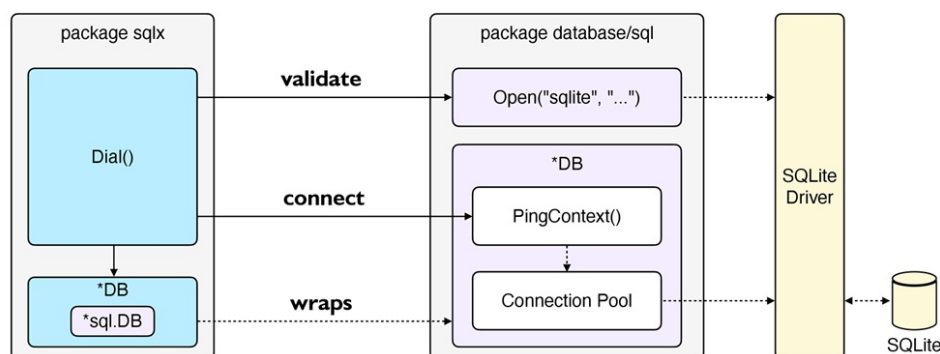 package sqlx
package database/sql
validate
Open("sqlite", "...")
Dial()
*DB
SQLite
Driver
connect
PingContext()
*DB
*sql.DB
wraps
Connection Pool
SQLite